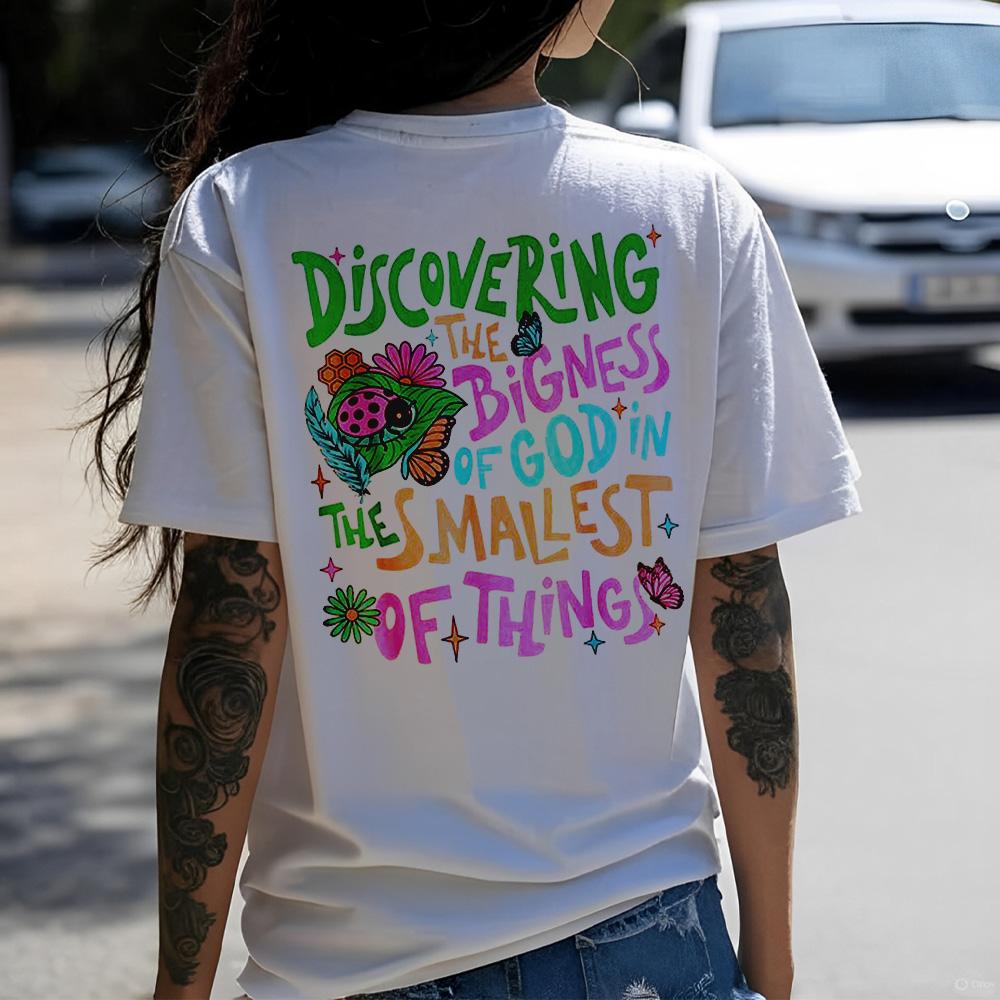 DiSCOVERiNG
THE
BiGNESS
OF GOD iN
THE SMALLEST
OF THiNGS